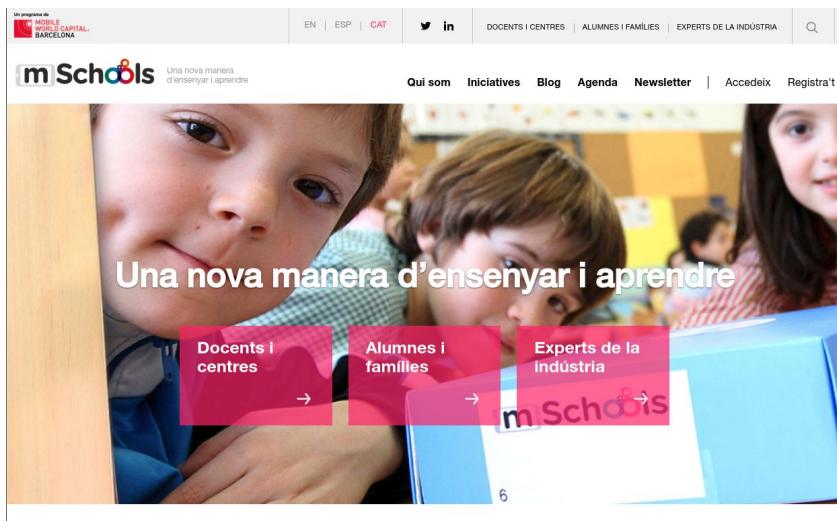 Un programa de
MOBILE
WORLD CAPITAL.
BARCELONA
EN | ESP | CAT
in
DOCENTS I CENTRES | ALUMNES I FAMÍLIES | EXPERTS DE LA INDÚSTRIA
mSchools
Una nova manera
d'ensenyar i aprendre
Qui som Iniciatives Blog Agenda Newsletter | Accedeix Registra't
Una nova manera d'ensenyar i aprendre
Docents i
centres
Alumnes i
famílies
Experts de la
indústria
mSchools
6